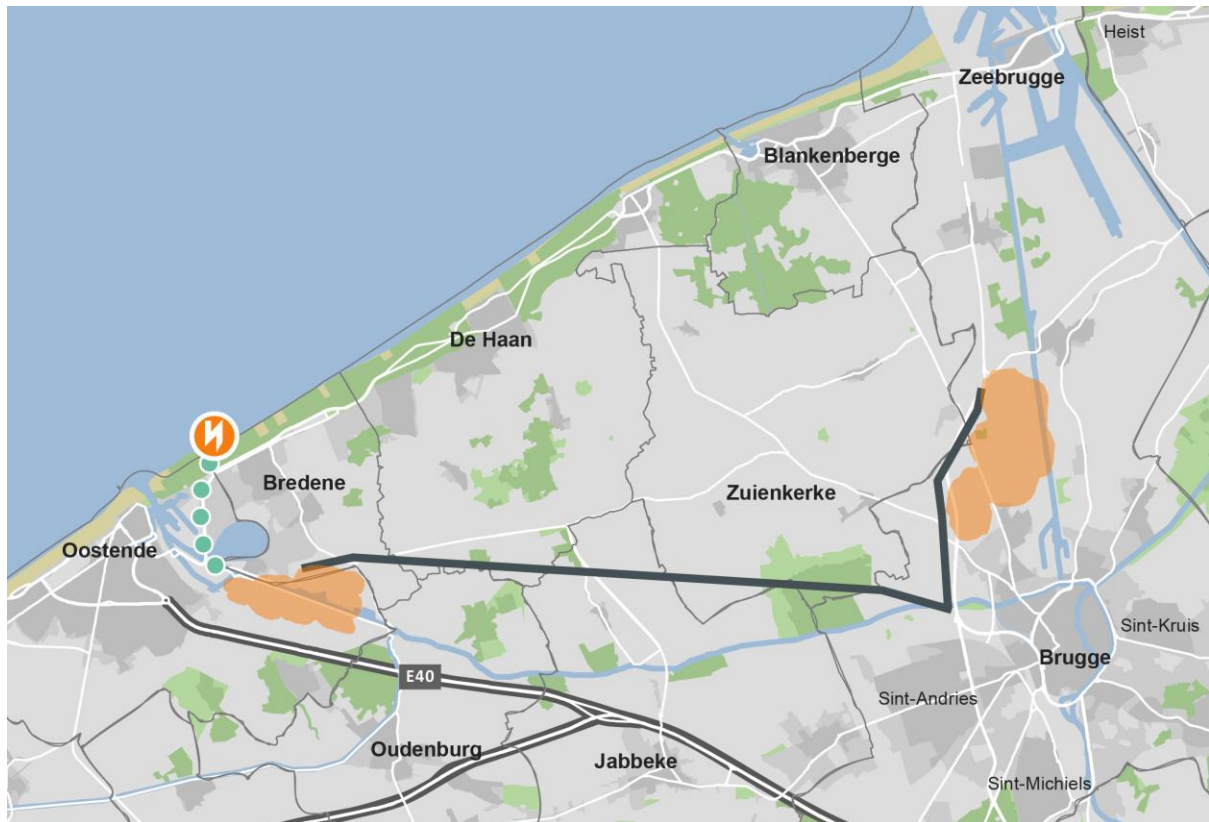 Heist
Zeebrugge
Blankenberge
De Haan
Bredene
Zuienkerke
Oostende
Sint-Kruis
Brugge
E40
Sint-Andries
Oudenburg
Jabbeke
Sint-Michiels